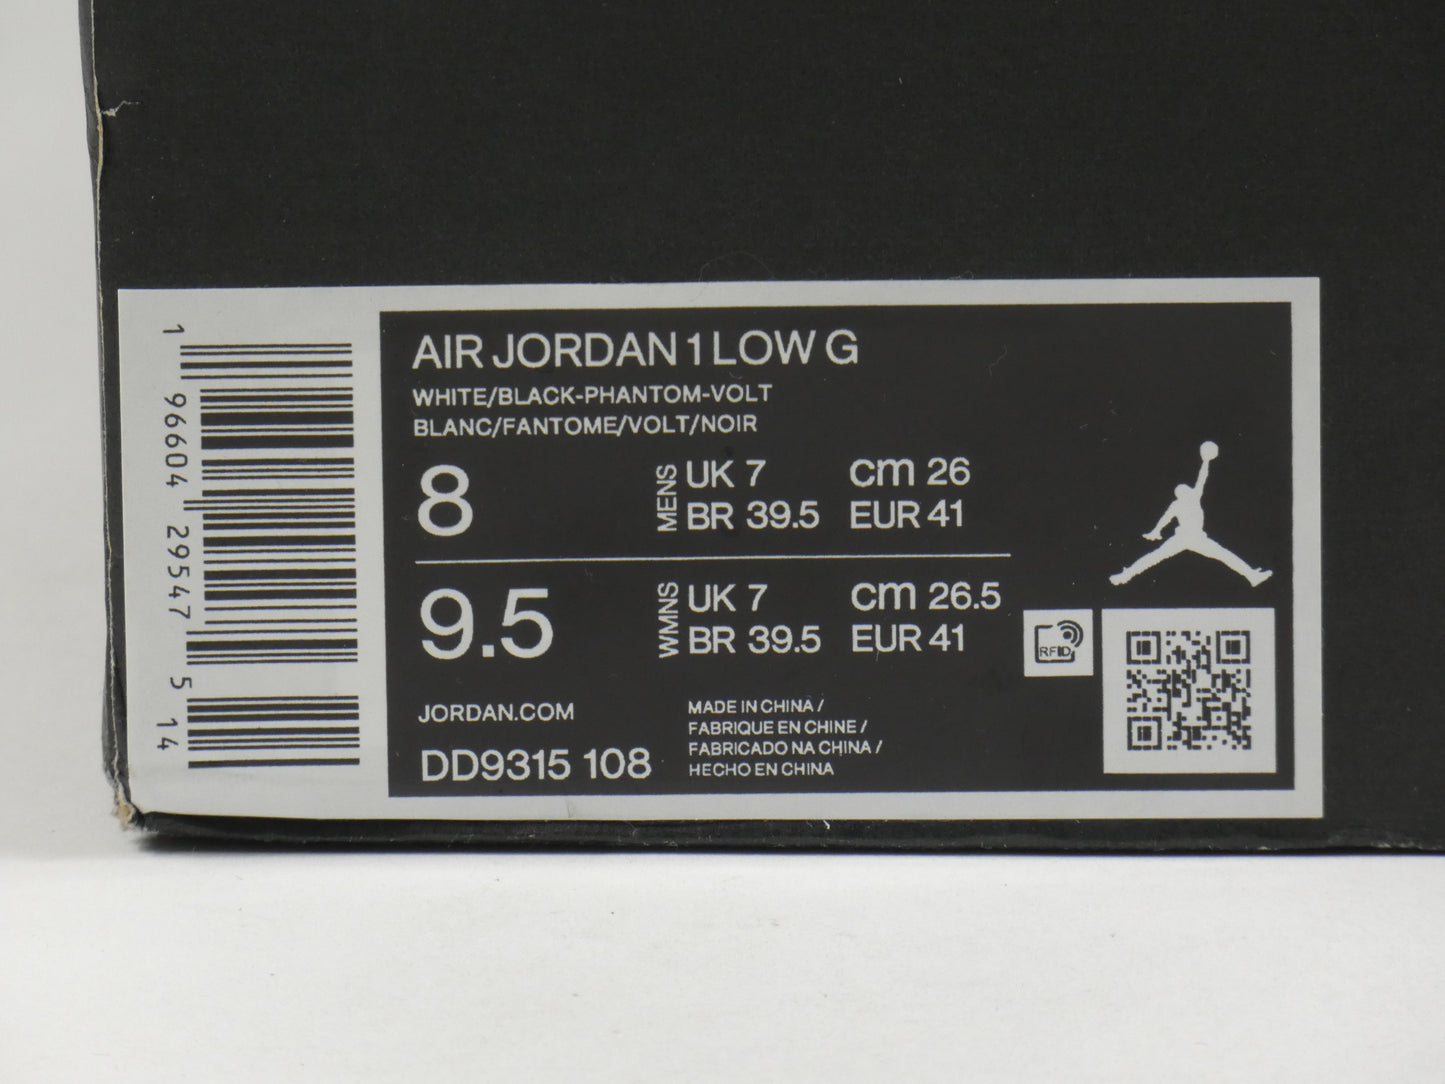 1 96604 29547 5 14
AIR JORDAN 1 LOW G
WHITE/BLACK-PHANTOM-VOLT
BLANC/FANTOME/VOLT/NOIR
8 MENS UK 7 cm 26
BR 39.5 EUR 41
9.5 WMNS UK 7 cm 26.5
BR 39.5 EUR 41
RFID
JORDAN.COM
DD9315 108
MADE IN CHINA /
FABRIQUE EN CHINE /
FABRICADO NA CHINA /
HECHO EN CHINA